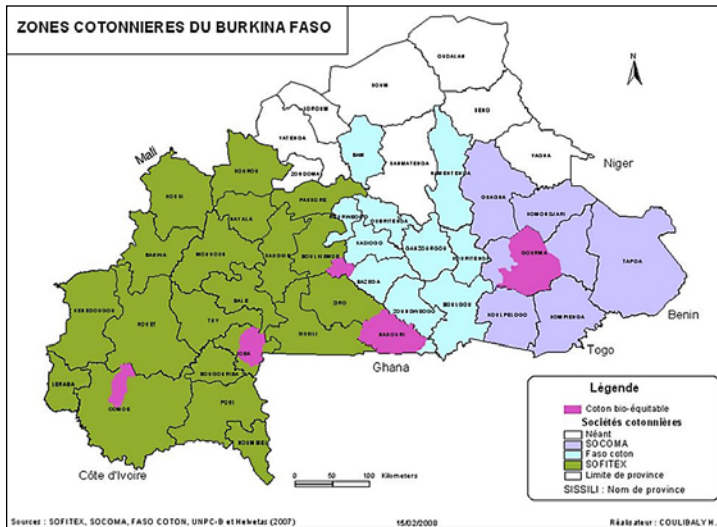 ZONES COTONNIERES DU BURKINA FASO
N
OUDALAN
SOUM
LOROUM
SENO
YATENGA
BAM
YAGHA
Mali
ZONDOMA
SANMATENGA
NAMENTENGA
Niger
SOUROU
KOSSI
PASSORE
GNAGNA
KOMONDJARI
NAYALA
KOURWEOGO
OUBRITENGA
BANWA
MOUHOUN
SANGUIE
BOULKIEMDE
KADIOGO
GANZOURGOU
KOURITENGA
GOURMA
TAPOA
KENEDOUGOU
HOUET
BALE
TUY
ZIRO
BAZEGA
ZOUNDWEOGO
BOULGOU
KOULPELOGO
KOMPIENGA
Benin
SISSILI
NAHOURI
IOBA
BOUGOURIBA
Togo
Ghana
LERABA
COMOE
PONI
NOUMBIEL
Côte d'Ivoire
50 0 100 Kilometers
Légende
Coton bio-équitable
Sociétés cotonnières
Néant
SOCOMA
Faso coton
SOFITEX
Limite de province
SISSILI : Nom de province
Sources : SOFITEX, SOCOMA, FASO COTON, UNPC-B et Helvetas (2007) 15/02/2008 Réalisateur : COULIBALY H.